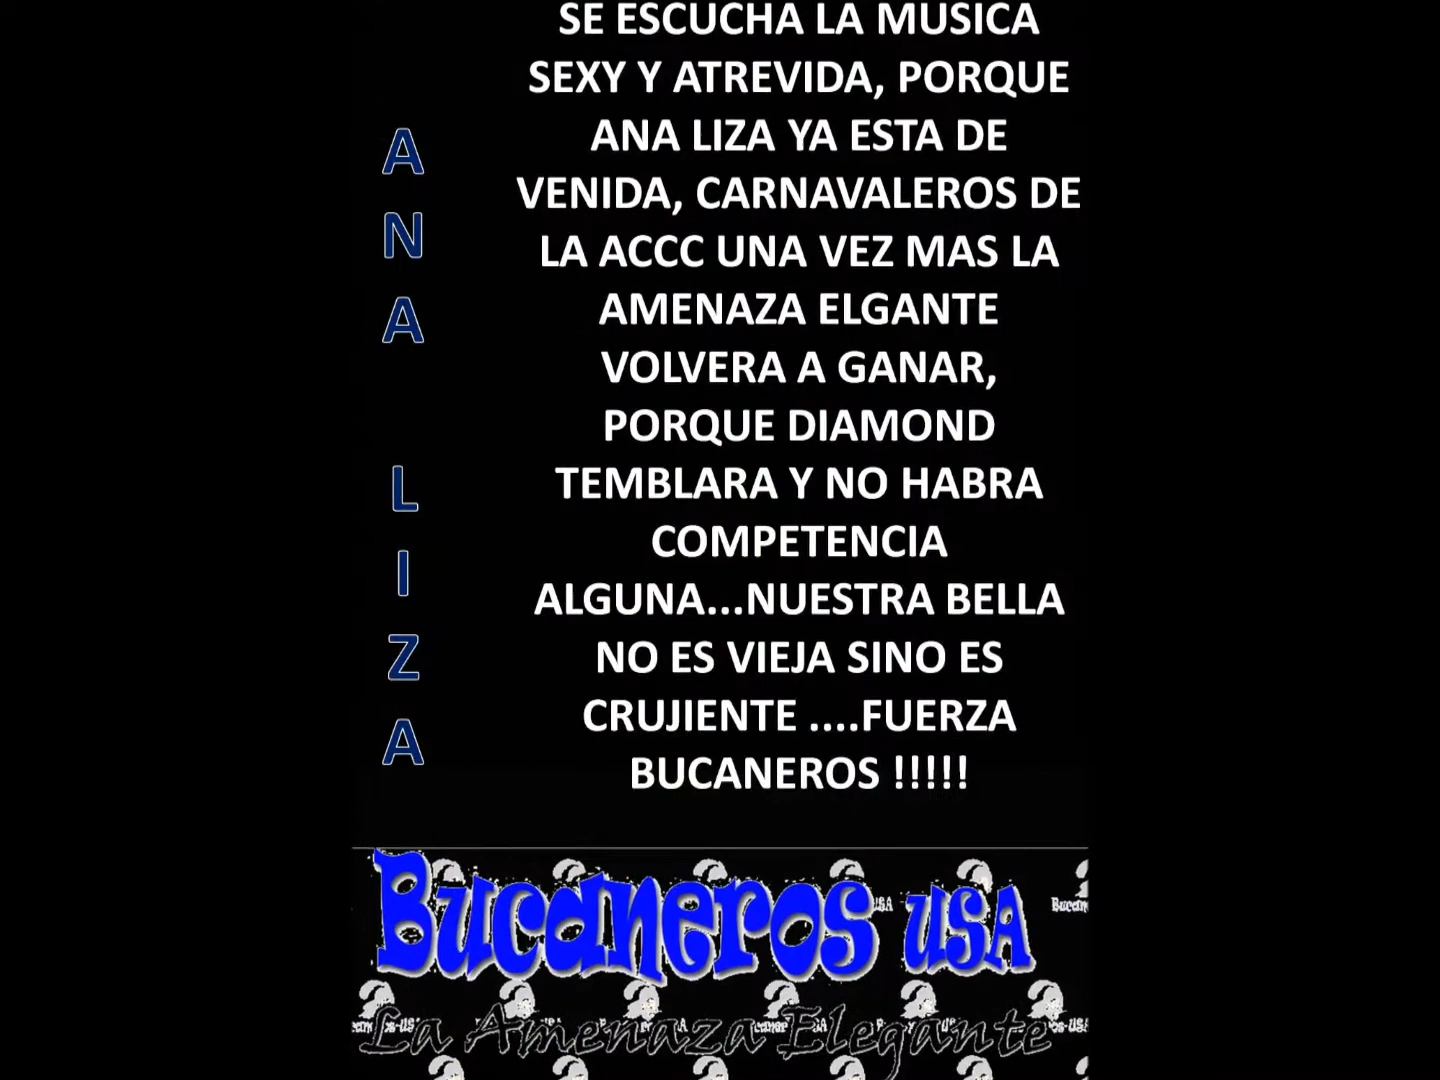 SE ESCUCHA LA MUSICA
SEXY Y ATREVIDA, PORQUE
ANA LIZA YA ESTA DE
VENIDA, CARNAVALEROS DE
LA ACCC UNA VEZ MAS LA
AMENAZA ELGANTE
VOLVERA A GANAR,
PORQUE DIAMOND
TEMBLARA Y NO HABRA
COMPETENCIA
ALGUNA...NUESTRA BELLA
NO ES VIEJA SINO ES
CRUJIENTE ....FUERZA
BUCANEROS !!!!!
A
N
A
L
I
Z
A
Bucaneros USA
La Amenaza Elegante